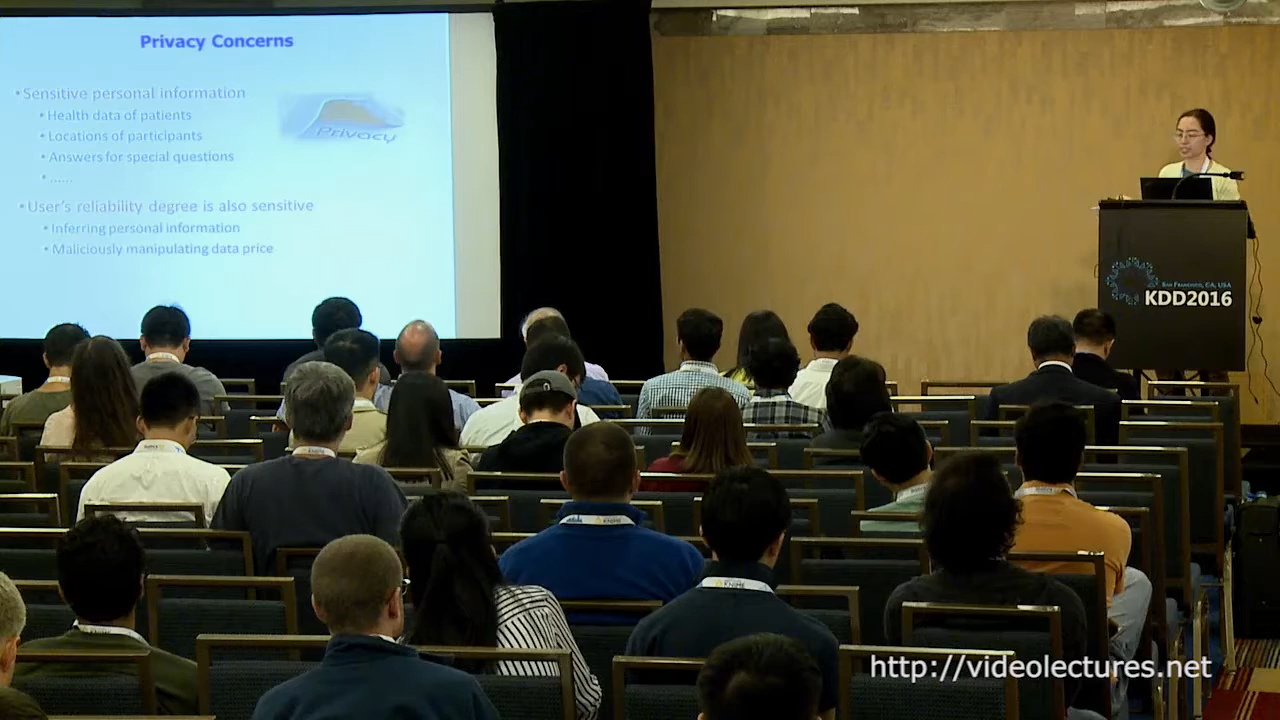 Privacy Concerns
•Sensitive personal information
• Health data of patients
• Locations of participants
• Answers for special questions
• ......
Privacy
•User's reliability degree is also sensitive
• Inferring personal information
• Maliciously manipulating data price
SAN FRANCISCO, CA, USA
KDD2016
KNIME
KNIME
http://videolectures.net